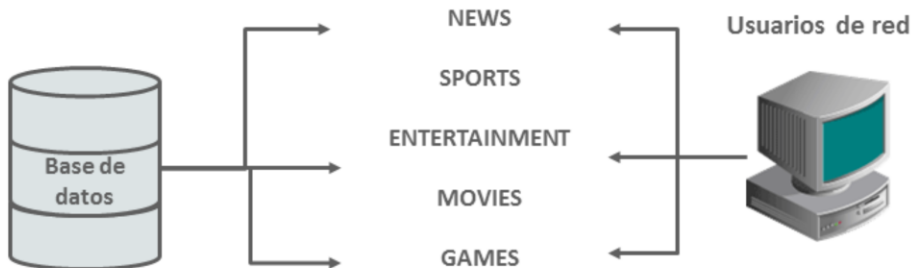 NEWS
Usuarios de red
SPORTS
ENTERTAINMENT
Base de
datos
MOVIES
GAMES